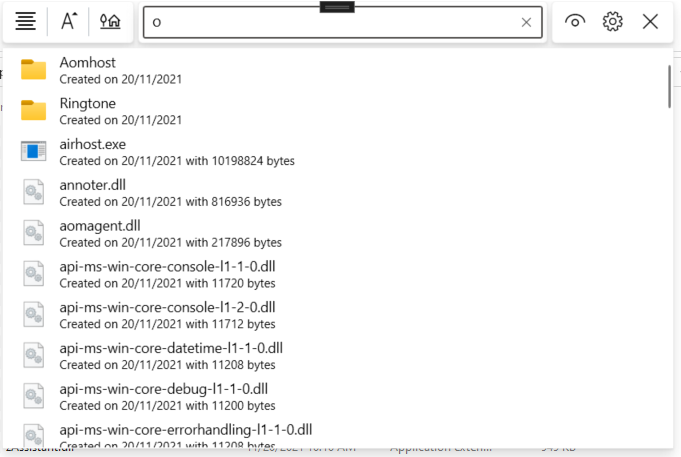 A
o
Aomhost
Created on 20/11/2021
Ringtone
Created on 20/11/2021
airhost.exe
Created on 20/11/2021 with 10198824 bytes
annoter.dll
Created on 20/11/2021 with 816936 bytes
aomagent.dll
Created on 20/11/2021 with 217896 bytes
api-ms-win-core-console-l1-1-0.dll
Created on 20/11/2021 with 11720 bytes
api-ms-win-core-console-l1-2-0.dll
Created on 20/11/2021 with 11712 bytes
api-ms-win-core-datetime-l1-1-0.dll
Created on 20/11/2021 with 11208 bytes
api-ms-win-core-debug-l1-1-0.dll
Created on 20/11/2021 with 11200 bytes
api-ms-win-core-errorhandling-l1-1-0.dll
Created on 20/11/2021 with 11208 bytes